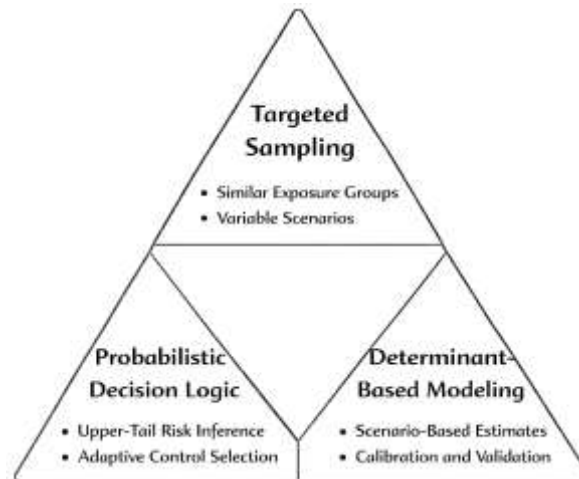 Targeted
Sampling
• Similar Exposure Groups
• Variable Scenarios
Probabilistic
Decision Logic
• Upper-Tail Risk Inference
• Adaptive Control Selection
Determinant-
Based Modeling
• Scenario-Based Estimates
• Calibration and Validation